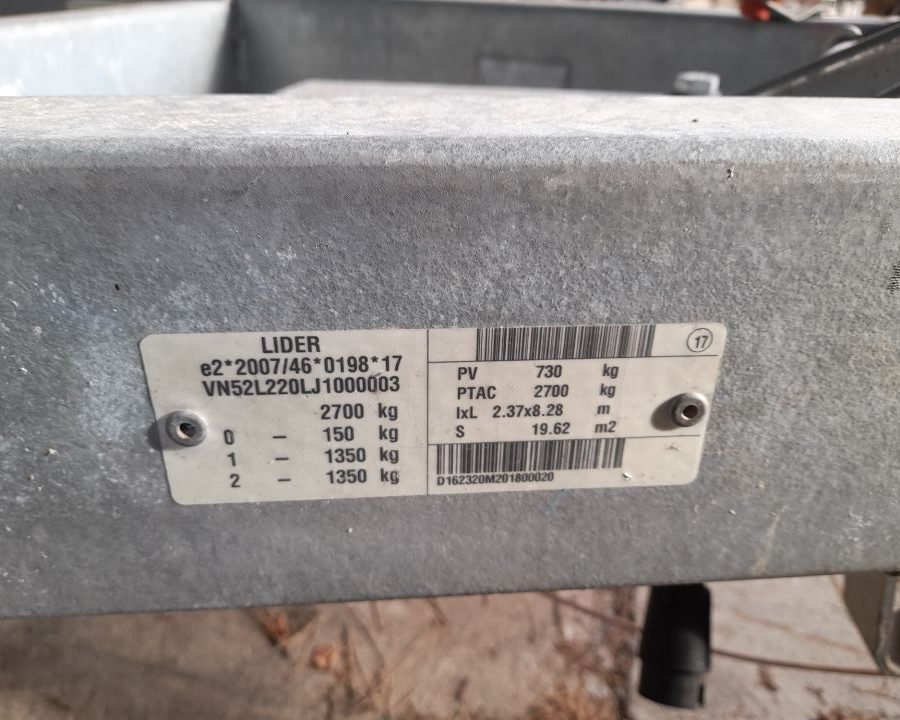 LIDER
e2*2007/46*0198*17
VN52L220LJ1000003
2700 kg
0 – 150 kg
1 – 1350 kg
2 – 1350 kg
17
PV 730 kg
PTAC 2700 kg
IxL 2.37x8.28 m
S 19.62 m2
D162320M201800020